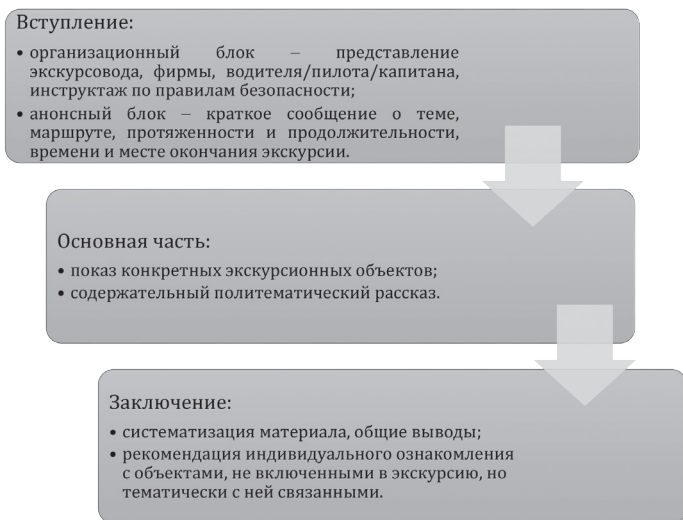 Вступление:
• организационный блок – представление
экскурсовода, фирмы, водителя/пилота/капитана,
инструктаж по правилам безопасности;
• анонсный блок – краткое сообщение о теме,
маршруте, протяженности и продолжительности,
времени и месте окончания экскурсии.
Основная часть:
• показ конкретных экскурсионных объектов;
• содержательный политематический рассказ.
Заключение:
• систематизация материала, общие выводы;
• рекомендация индивидуального ознакомления
с объектами, не включенными в экскурсию, но
тематически с ней связанными.